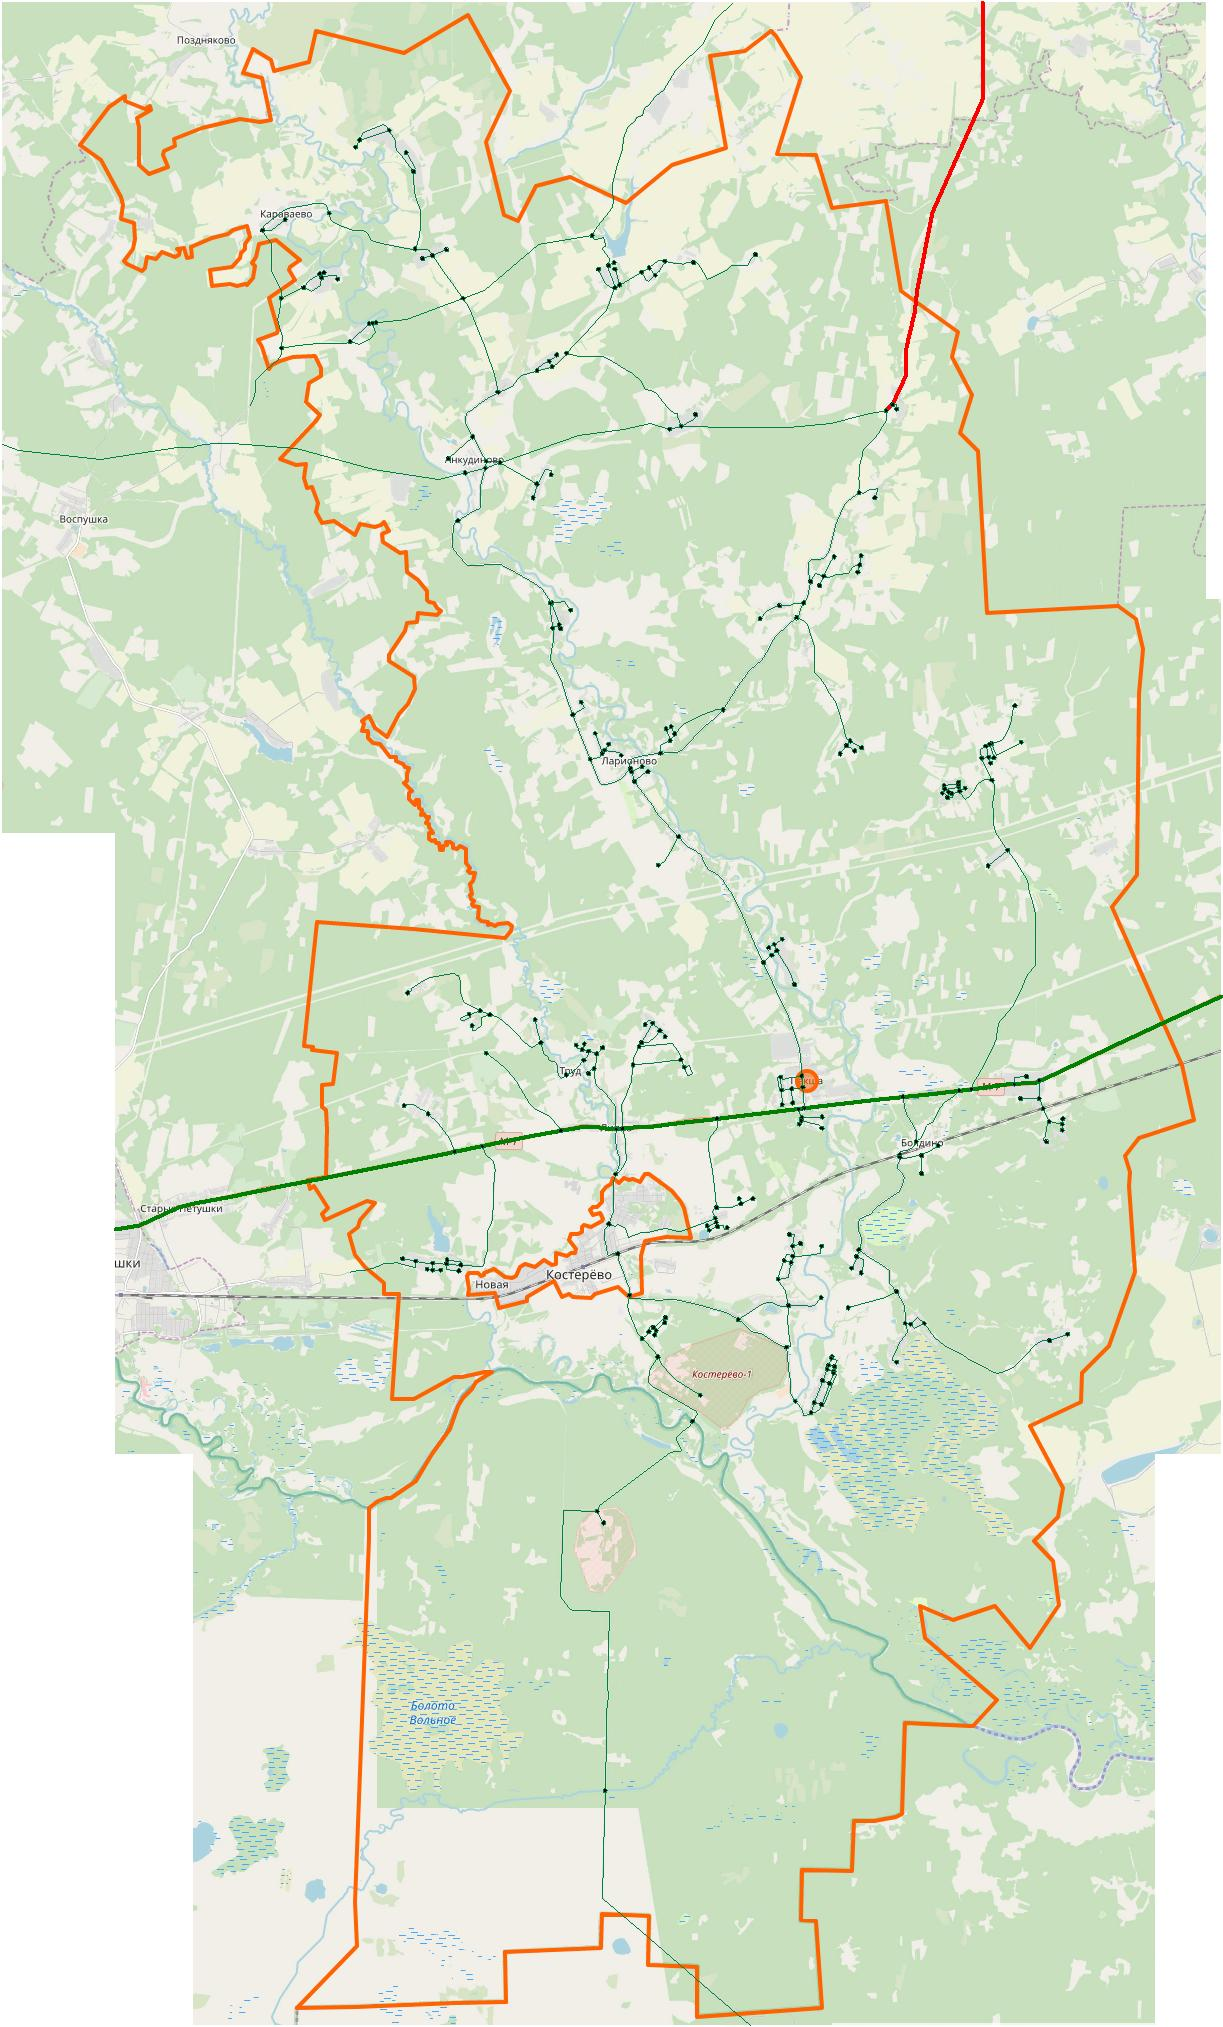 Поздняково
Караваево
Анкудиново
Воспушка
Ларионово
Труд
Болдино
Старые Петушки
Костерёво
Новая
Костерёво-1
Болото
Вольное